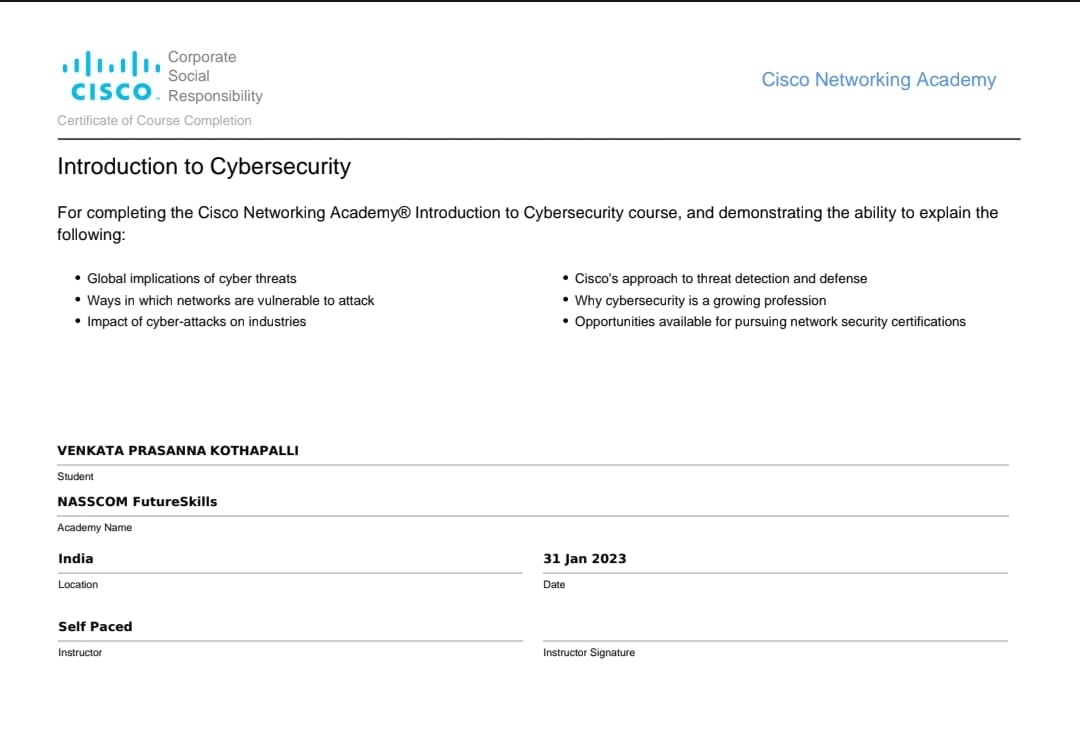 Corporate
Social
CISCO™ Responsibility
Cisco Networking Academy
Certificate of Course Completion
Introduction to Cybersecurity
For completing the Cisco Networking Academy® Introduction to Cybersecurity course, and demonstrating the ability to explain the
following:
• Global implications of cyber threats
• Ways in which networks are vulnerable to attack
• Impact of cyber-attacks on industries
• Cisco's approach to threat detection and defense
• Why cybersecurity is a growing profession
• Opportunities available for pursuing network security certifications
VENKATA PRASANNA KOTHAPALLI
Student
NASSCOM FutureSkills
Academy Name
India
Location
31 Jan 2023
Date
Self Paced
Instructor
Instructor Signature